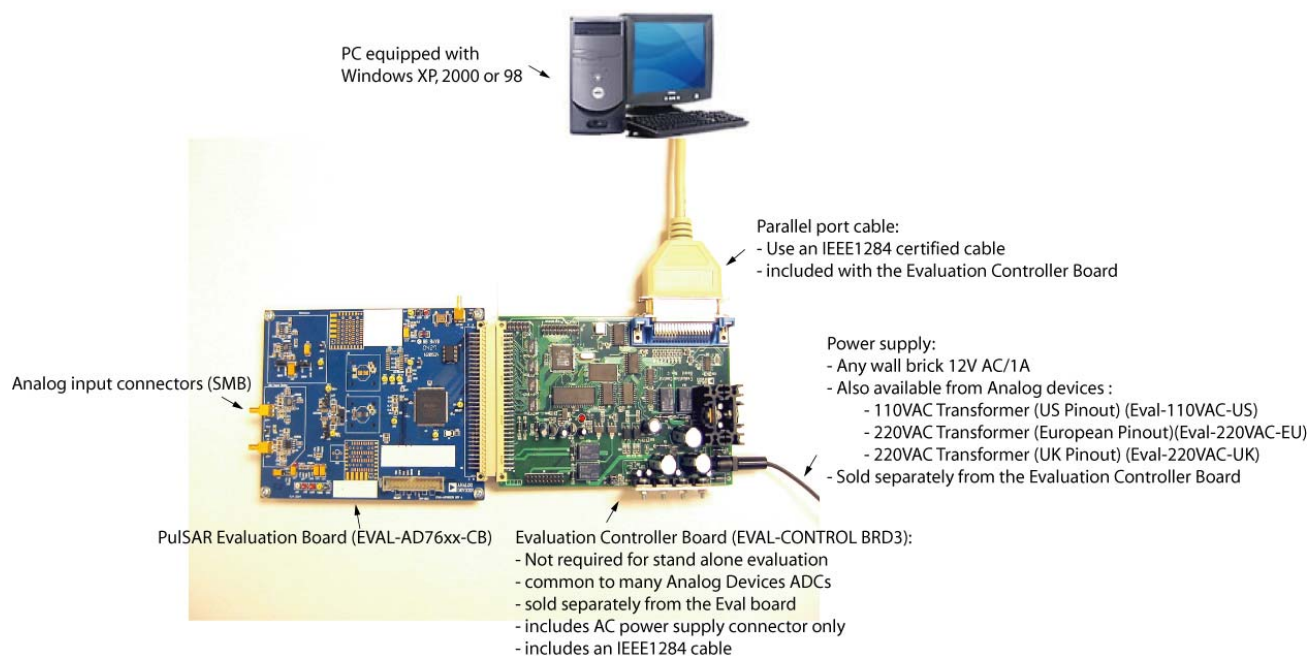 PC equipped with
Windows XP, 2000 or 98
Parallel port cable:
- Use an IEEE1284 certified cable
- included with the Evaluation Controller Board
Power supply:
- Any wall brick 12V AC/1A
- Also available from Analog devices :
- 110VAC Transformer (US Pinout) (Eval-110VAC-US)
- 220VAC Transformer (European Pinout)(Eval-220VAC-EU)
- 220VAC Transformer (UK Pinout) (Eval-220VAC-UK)
- Sold separately from the Evaluation Controller Board
Analog input connectors (SMB)
PulSAR Evaluation Board (EVAL-AD76xx-CB)
Evaluation Controller Board (EVAL-CONTROL BRD3):
- Not required for stand alone evaluation
- common to many Analog Devices ADCs
- sold separately from the Eval board
- includes AC power supply connector only
- includes an IEEE1284 cable